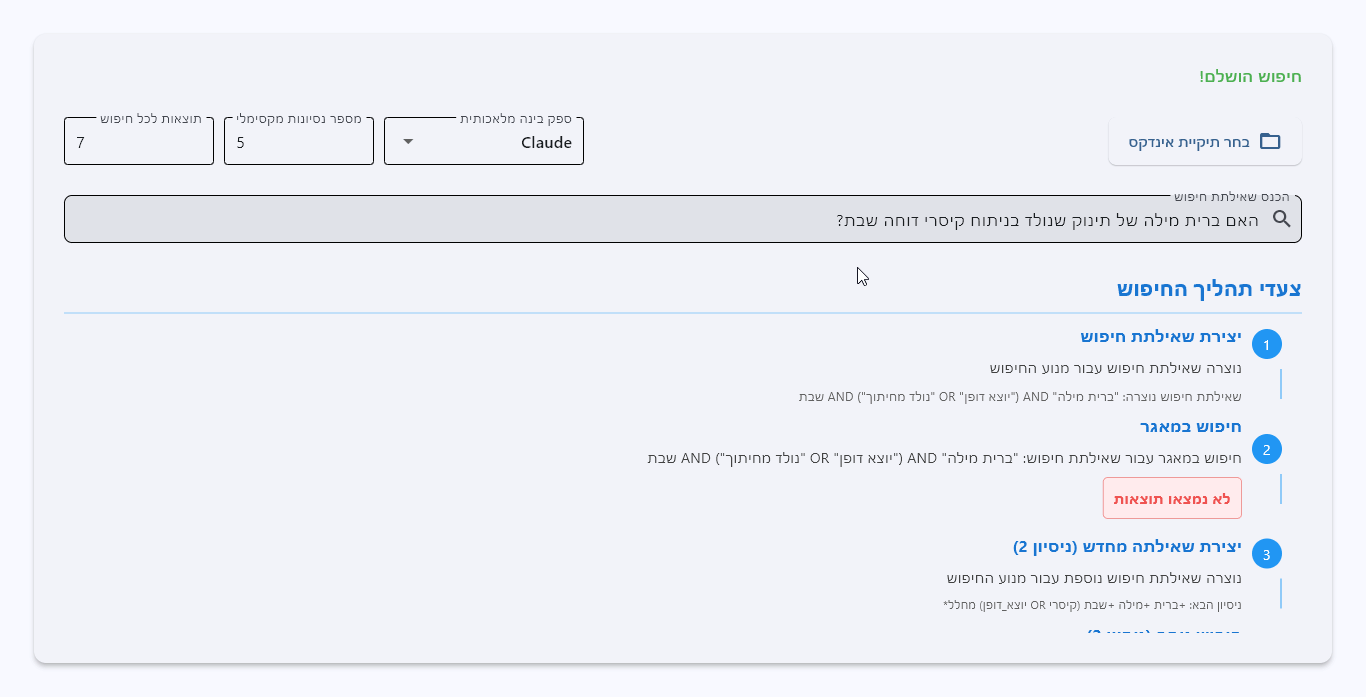 חיפוש הושלם!
בחר תיקיית אינדקס
ספק בינה מלאכותית
Claude
מספר נסיונות מקסימלי
5
תוצאות לכל חיפוש
7
הכנס שאילתת חיפוש
האם ברית מילה של תינוק שנולד בניתוח קיסרי דוחה שבת?
צעדי תהליך החיפוש
1
יצירת שאילתת חיפוש
נוצרה שאילתת חיפוש עבור מנוע החיפוש
שאילתת חיפוש נוצרה: "ברית מילה" AND ("יוצא דופן" OR "נולד מחיתוך") AND שבת
2
חיפוש במאגר
חיפוש במאגר עבור שאילתת חיפוש: "ברית מילה" AND ("יוצא דופן" OR "נולד מחיתוך") AND שבת
לא נמצאו תוצאות
3
יצירת שאילתה מחדש (ניסיון 2)
נוצרה שאילתת חיפוש נוספת עבור מנוע החיפוש
ניסיון הבא: +ברית +מילה +שבת (קיסרי OR יוצא_דופן) מחלל*